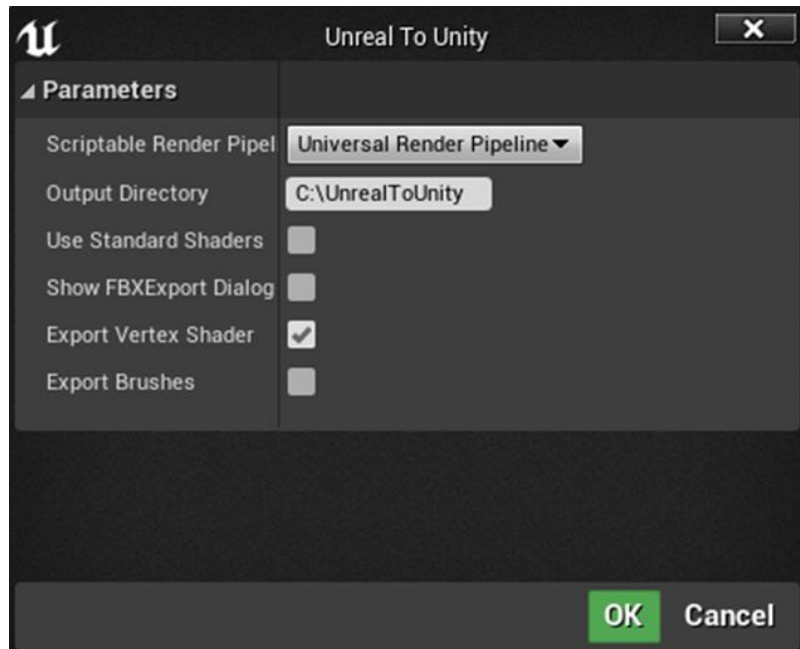 Unreal To Unity
Parameters
Scriptable Render Pipel
Universal Render Pipeline
Output Directory
C:\UnrealToUnity
Use Standard Shaders
Show FBXExport Dialog
Export Vertex Shader
Export Brushes
OK Cancel